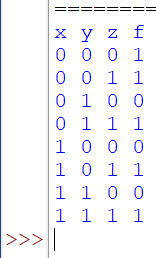 =========
x y z f
0 0 0 1
0 0 1 1
0 1 0 0
0 1 1 1
1 0 0 0
1 0 1 1
1 1 0 0
1 1 1 1
>>>